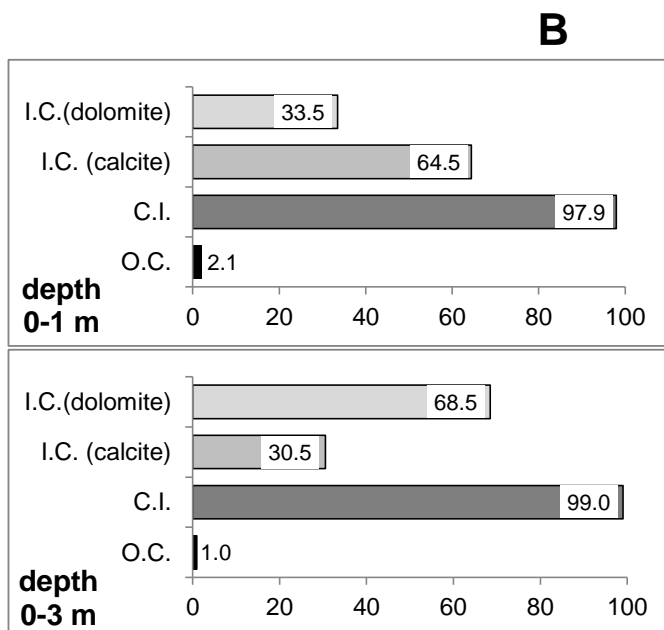 B
I.C.(dolomite) 33.5
I.C. (calcite) 64.5
C.I. 97.9
O.C. 2.1
depth
0-1 m
0 20 40 60 80 100
I.C.(dolomite) 68.5
I.C. (calcite) 30.5
C.I. 99.0
O.C. 1.0
depth
0-3 m
0 20 40 60 80 100